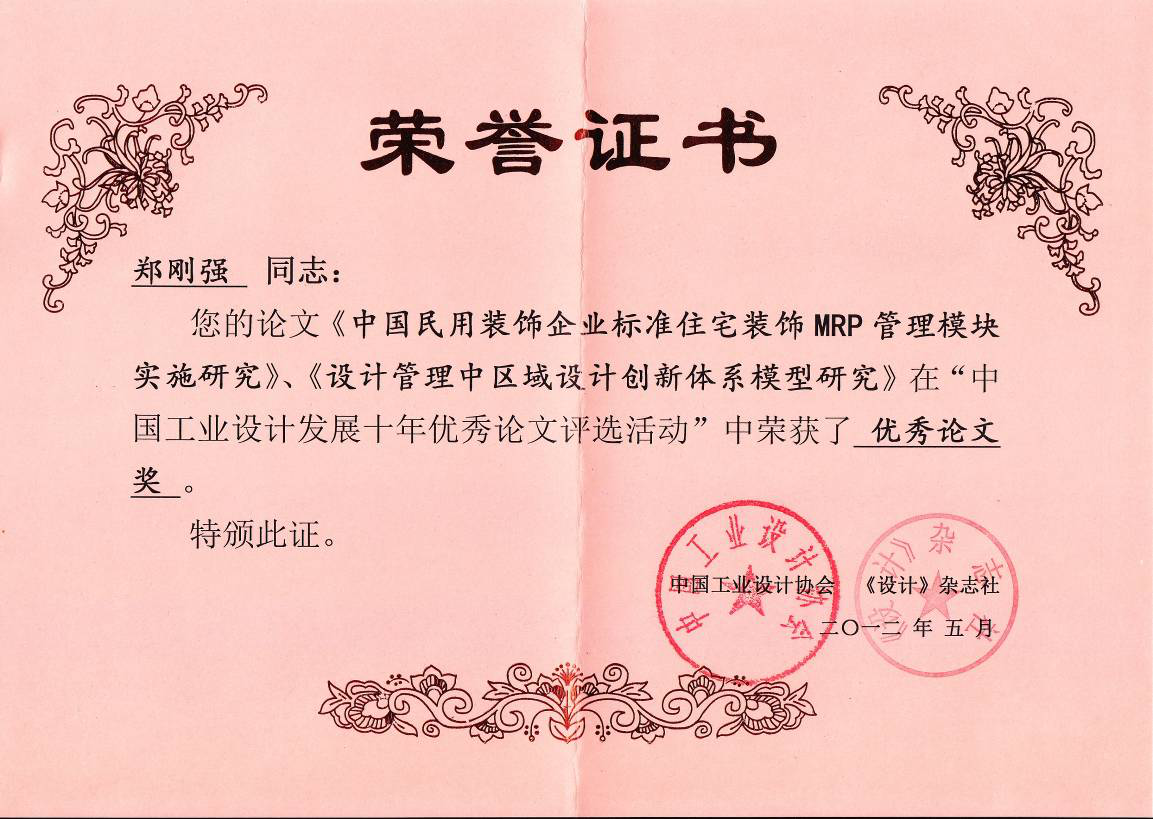 荣誉证书
郑刚强 同志：
您的论文《中国民用装饰企业标准住宅装饰MRP管理模块
实施研究》、《设计管理中区域设计创新体系模型研究》在“中
国工业设计发展十年优秀论文评选活动”中荣获了 优秀论文
奖 。
特颁此证。
中国工业设计协会
《设计》杂志社
中国工业设计协会 《设计》杂志社
二〇一二 年 五 月